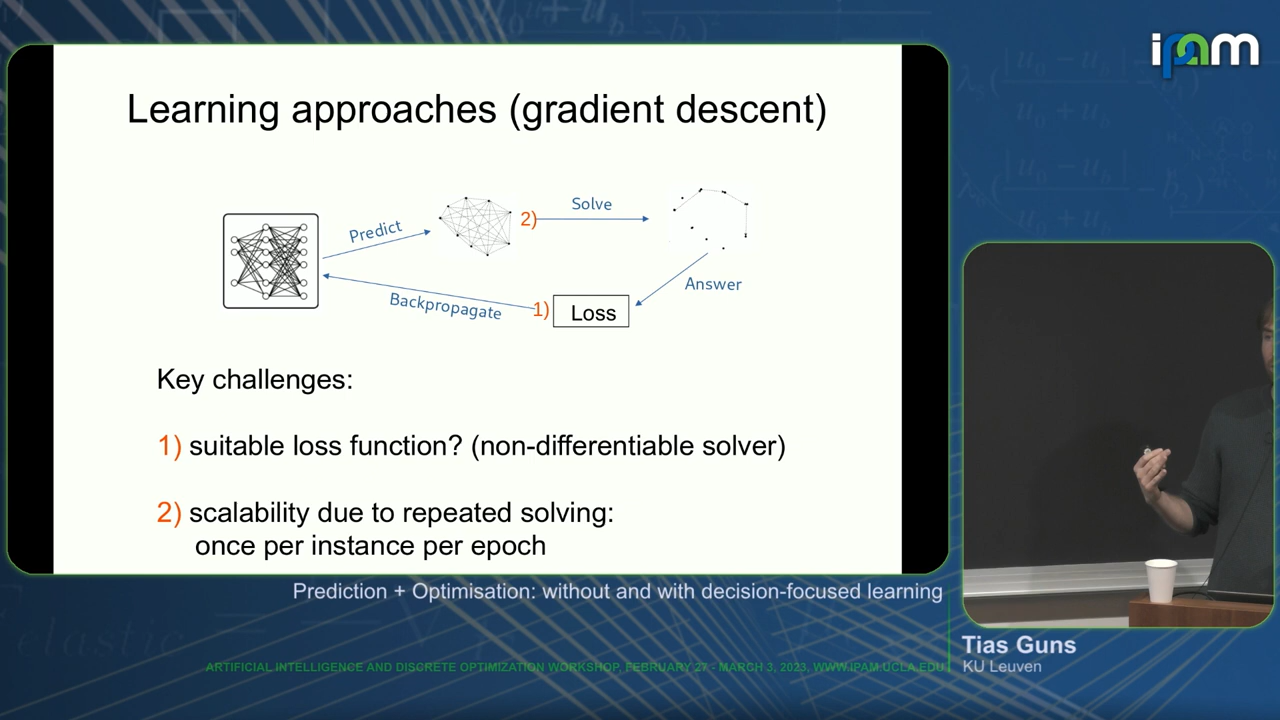 ipam
Learning approaches (gradient descent)
Predict
2)
Solve
Answer
Backpropagate
1)
Loss
Key challenges:
1) suitable loss function? (non-differentiable solver)
2) scalability due to repeated solving:
once per instance per epoch
Prediction + Optimisation: without and with decision-focused learning
Tias Guns
KU Leuven
ARTIFICIAL INTELLIGENCE AND DISCRETE OPTIMIZATION WORKSHOP, FEBRUARY 27 - MARCH 3, 2023, WWW.IPAM.UCLA.EDU
elastic